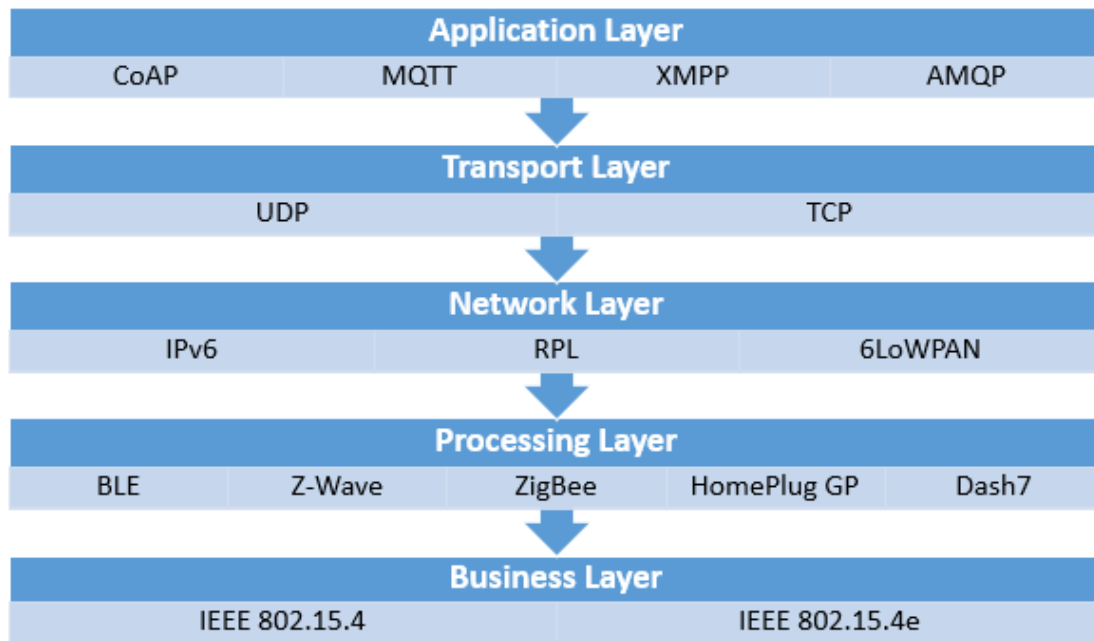 Application Layer
CoAP MQTT XMPP AMQP
Transport Layer
UDP TCP
Network Layer
IPv6 RPL 6LoWPAN
Processing Layer
BLE Z-Wave ZigBee HomePlug GP Dash7
Business Layer
IEEE 802.15.4 IEEE 802.15.4e